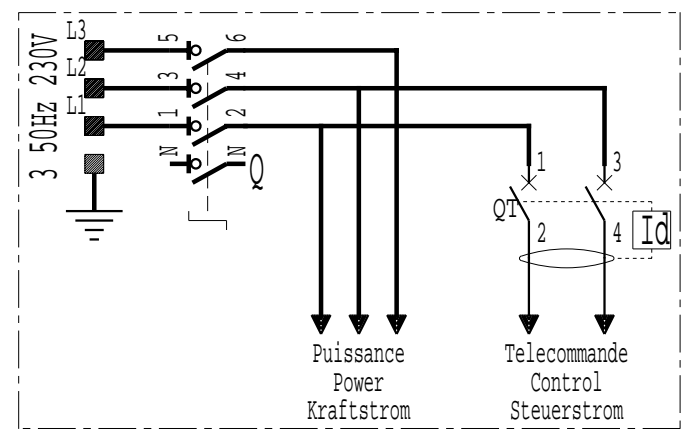 3 50Hz 230V
L3
L2
L1
5
6
3
4
1
2
N
N
Q
1
3
QT
2
4
Id
Puissance
Power
Kraftstrom
Telecommande
Control
Steuerstrom